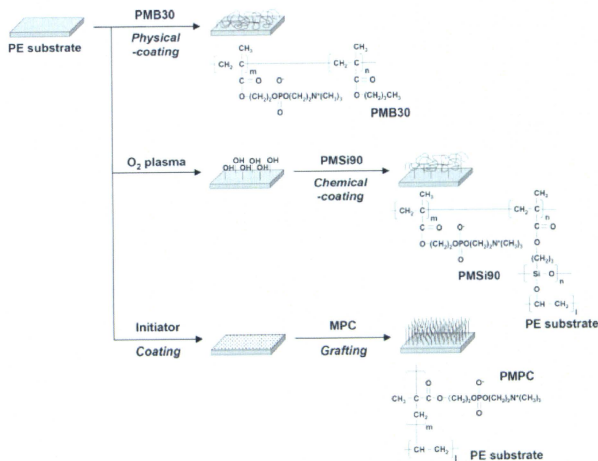 PMB30
Physical
-coating
PE substrate
CH₃ CH₃
CH₂ C CH₂ C
m n
C O C O
O (CH₂)₂OPO(CH₂)₂N⁺(CH₃)₃ O (CH₂)₃CH₃
O⁻
O
PMB30
O₂ plasma
OH OH OH
OH OH OH
PMSi90
Chemical
-coating
CH₃ CH₃
CH₂ C CH₂ C
m n
C O O⁻ C O
O (CH₂)₂OPO(CH₂)₂N⁺(CH₃)₃ O
O (CH₂)₃
PMSi90
Si O n
O
CH CH₂ l
PE substrate
Initiator
Coating
MPC
Grafting
PMPC
O O⁻
CH₃ C C O (CH₂)₂OPO(CH₂)₂N⁺(CH₃)₃
CH₂ O
m
CH CH₂ l
PE substrate